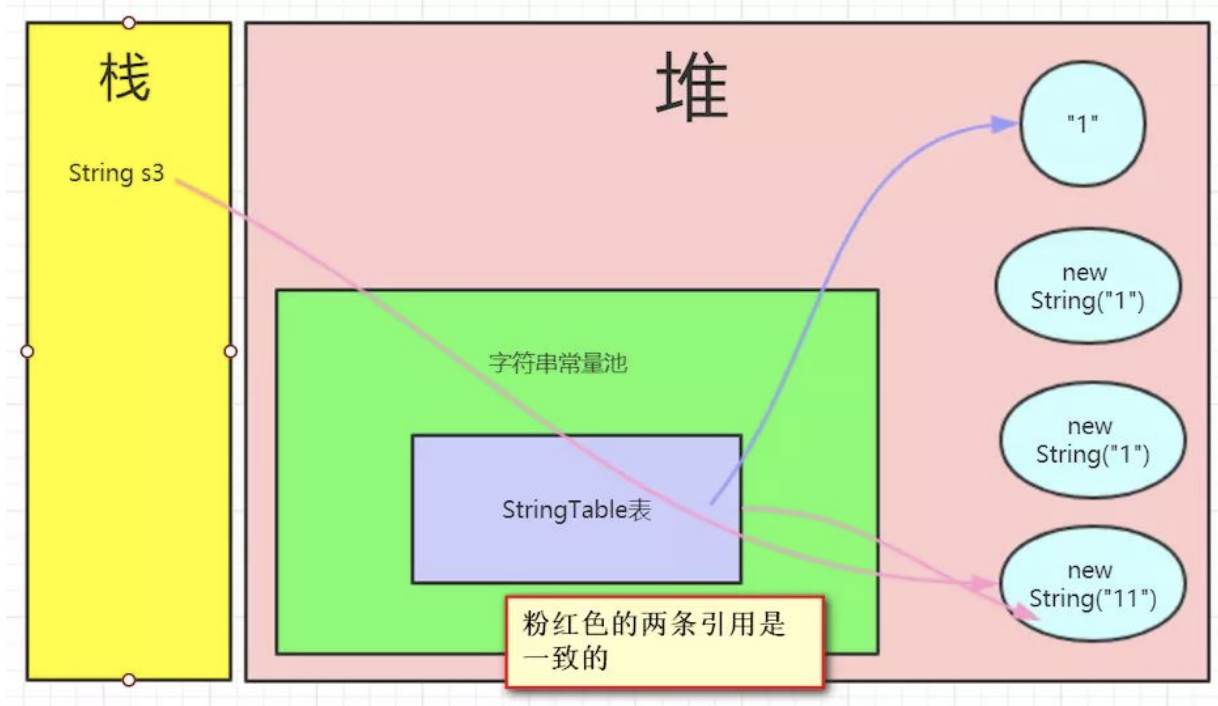 栈
堆
String s3
"1"
new
String("1")
字符串常量池
new
String("1")
StringTable表
new
String("11")
粉红色的两条引用是
一致的